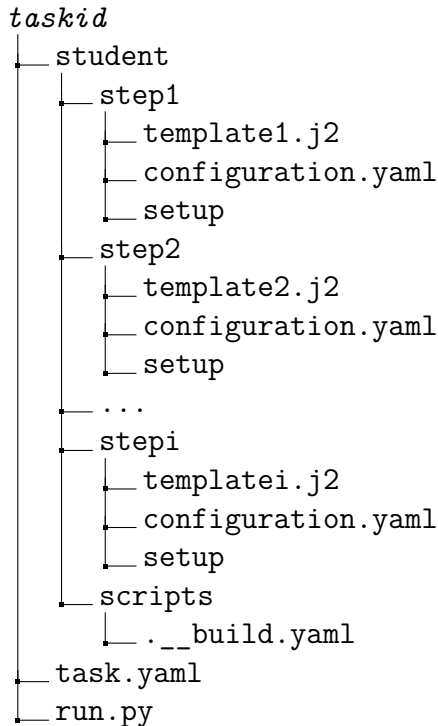 taskid
student
step1
template1.j2
configuration.yaml
setup
step2
template2.j2
configuration.yaml
setup
...
stepi
templatei.j2
configuration.yaml
setup
scripts
.__build.yaml
task.yaml
run.py